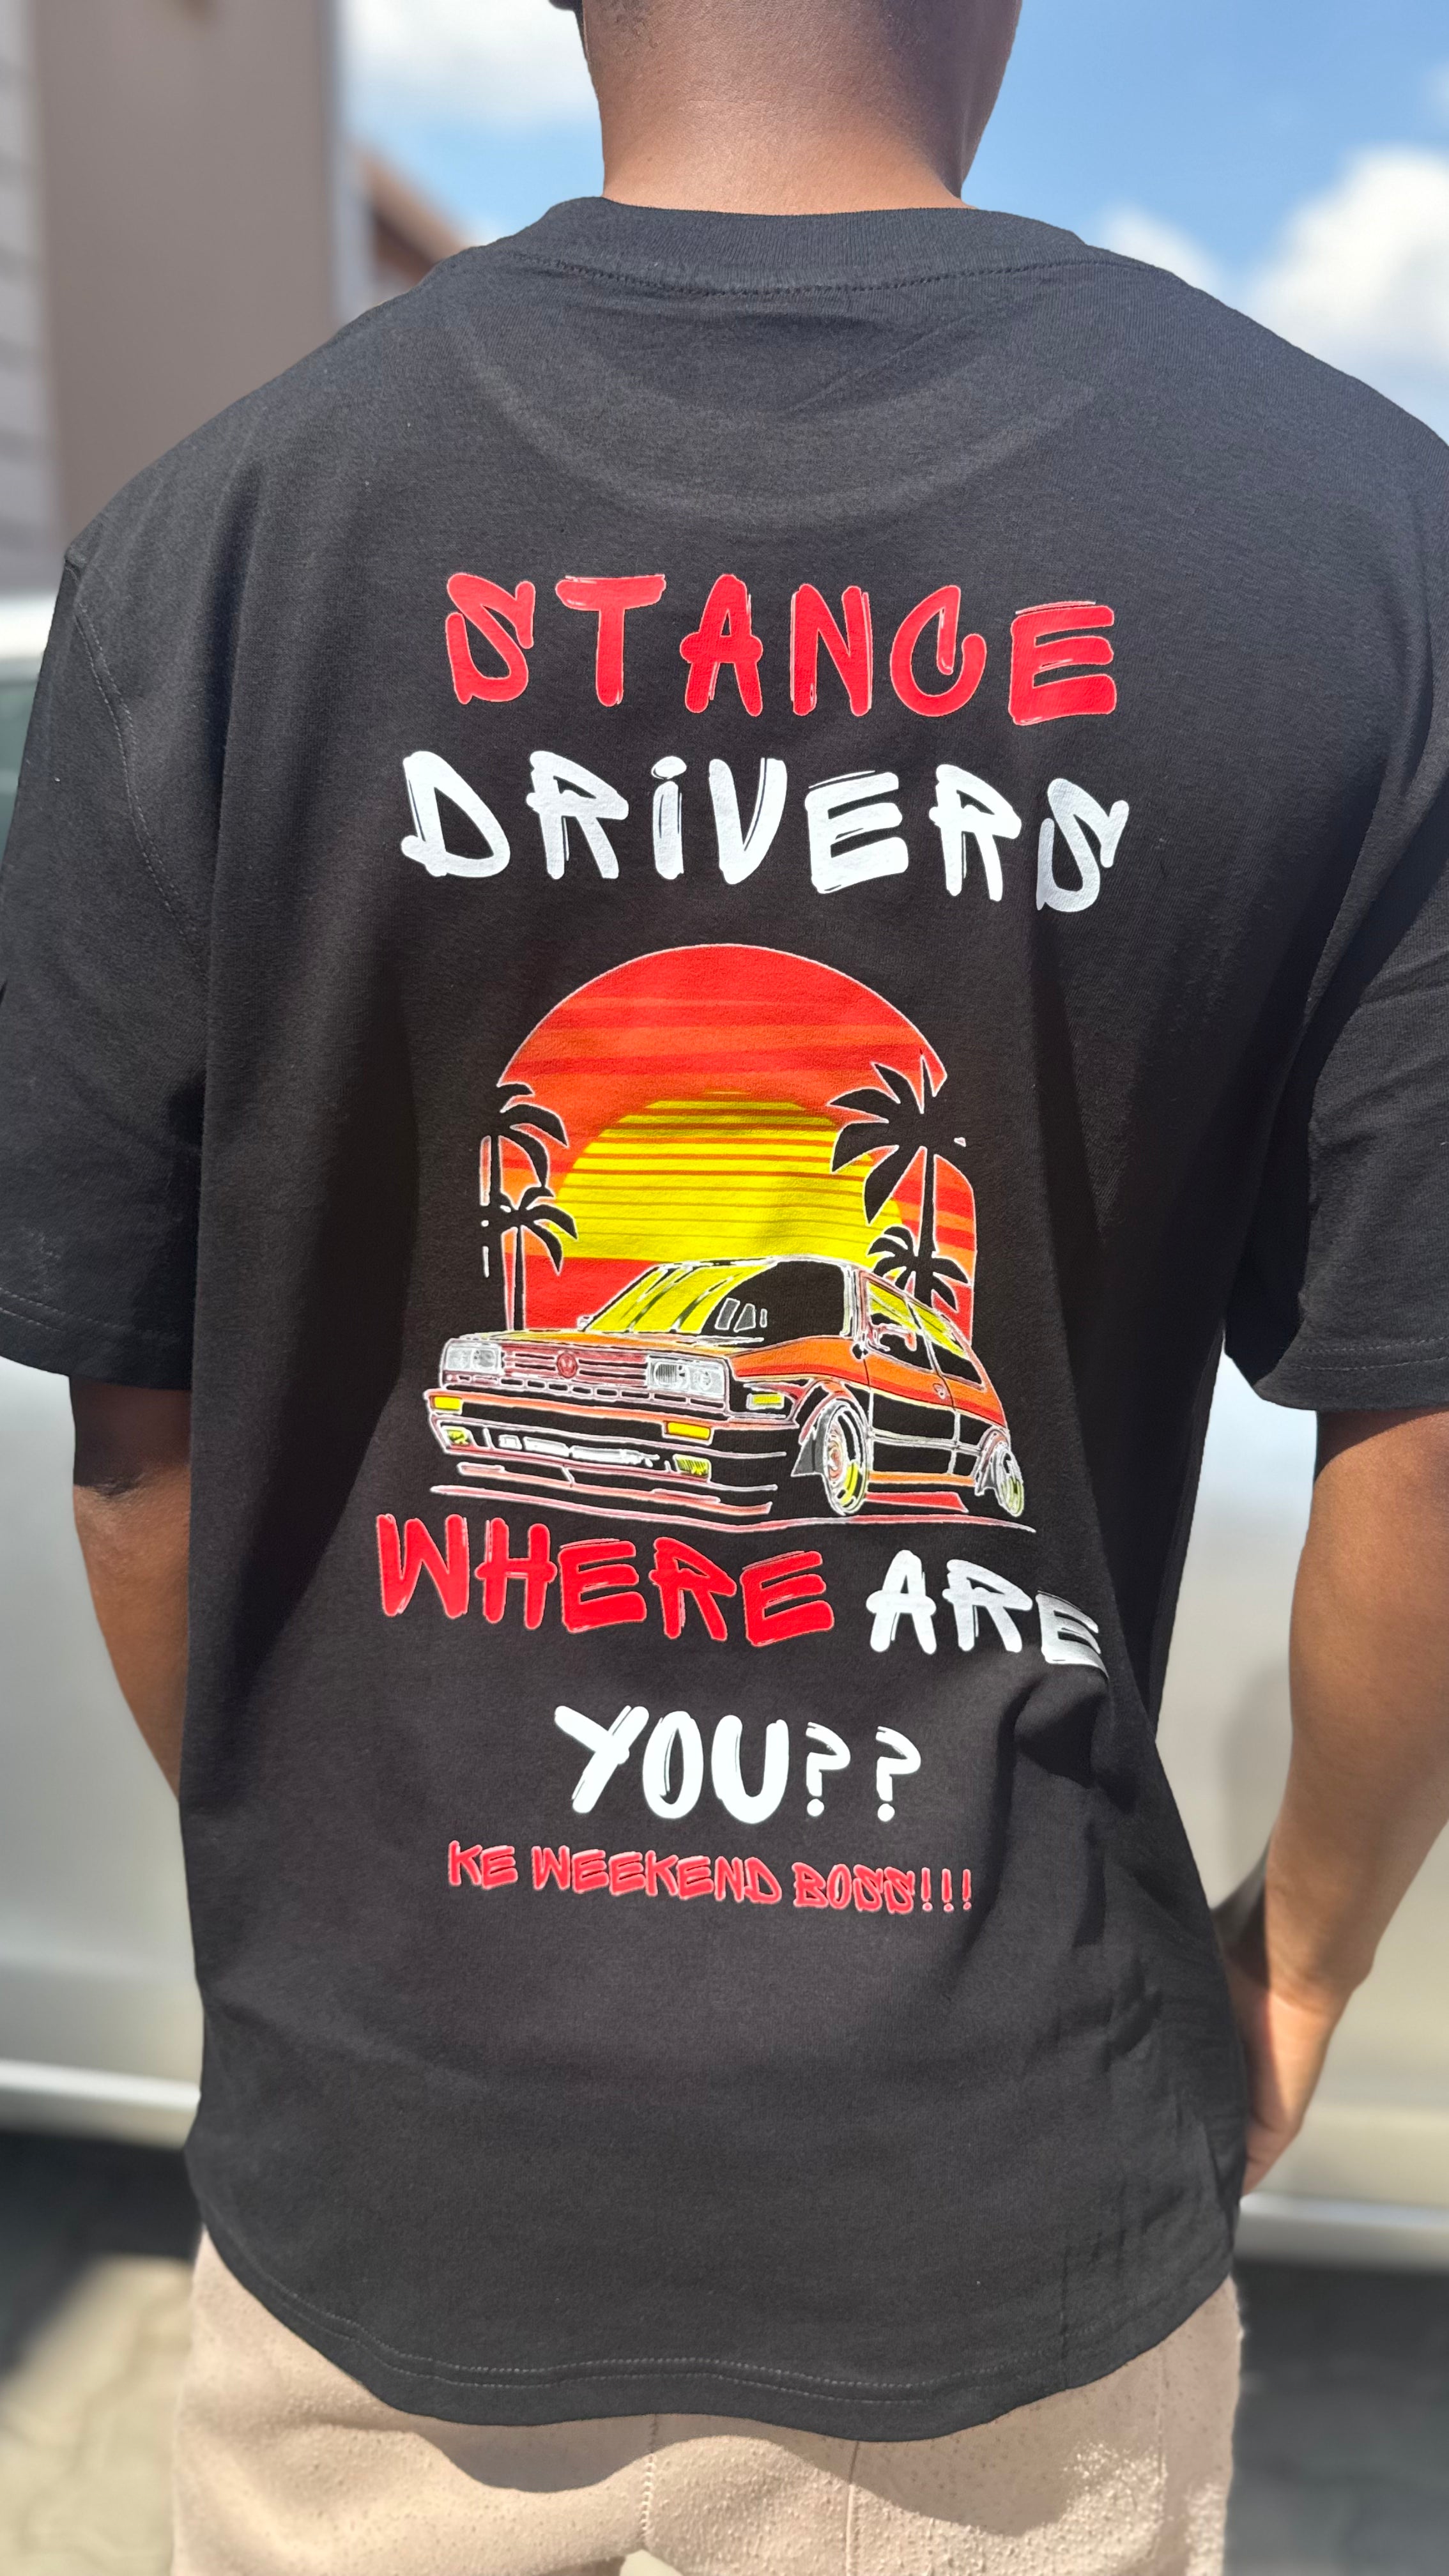 STANCE
DRiVERS
WHERE ARE
YOU??
KE WEEKEND BOSS!!!